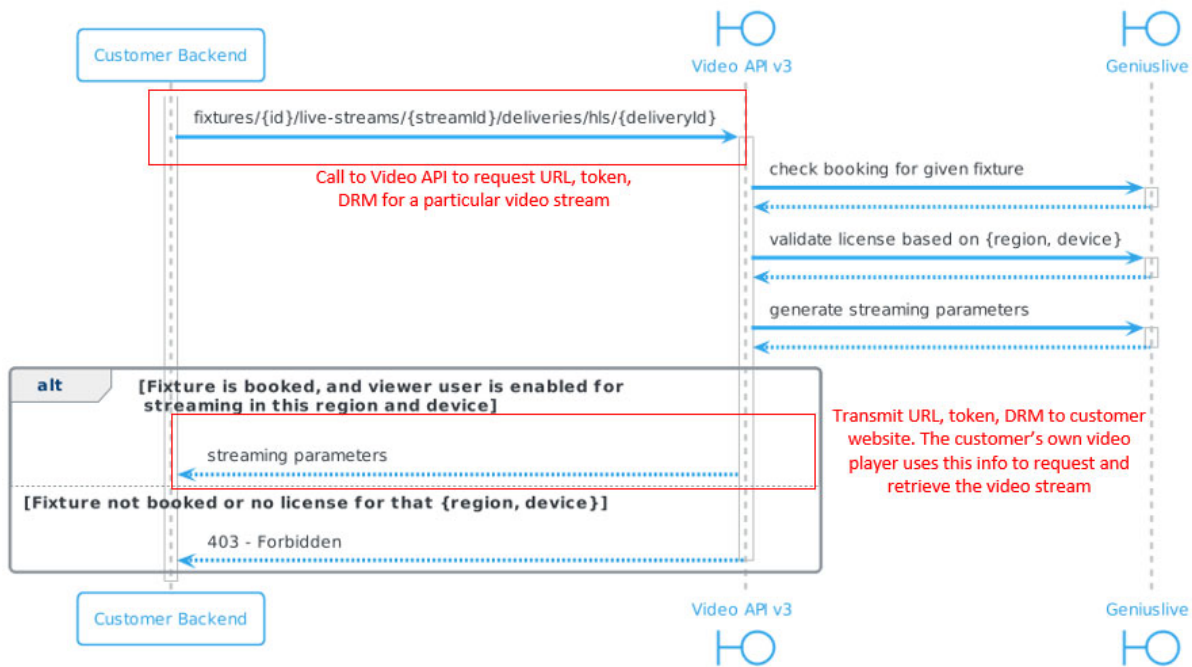 Customer Backend
Video API v3
Geniuslive
fixtures/{id}/live-streams/{streamId}/deliveries/hls/{deliveryId}
Call to Video API to request URL, token,
DRM for a particular video stream
check booking for given fixture
validate license based on {region, device}
generate streaming parameters
alt
[Fixture is booked, and viewer user is enabled for
streaming in this region and device]
Transmit URL, token, DRM to customer
website. The customer’s own video
player uses this info to request and
retrieve the video stream
streaming parameters
[Fixture not booked or no license for that {region, device}]
403 - Forbidden
Customer Backend
Video API v3
Geniuslive